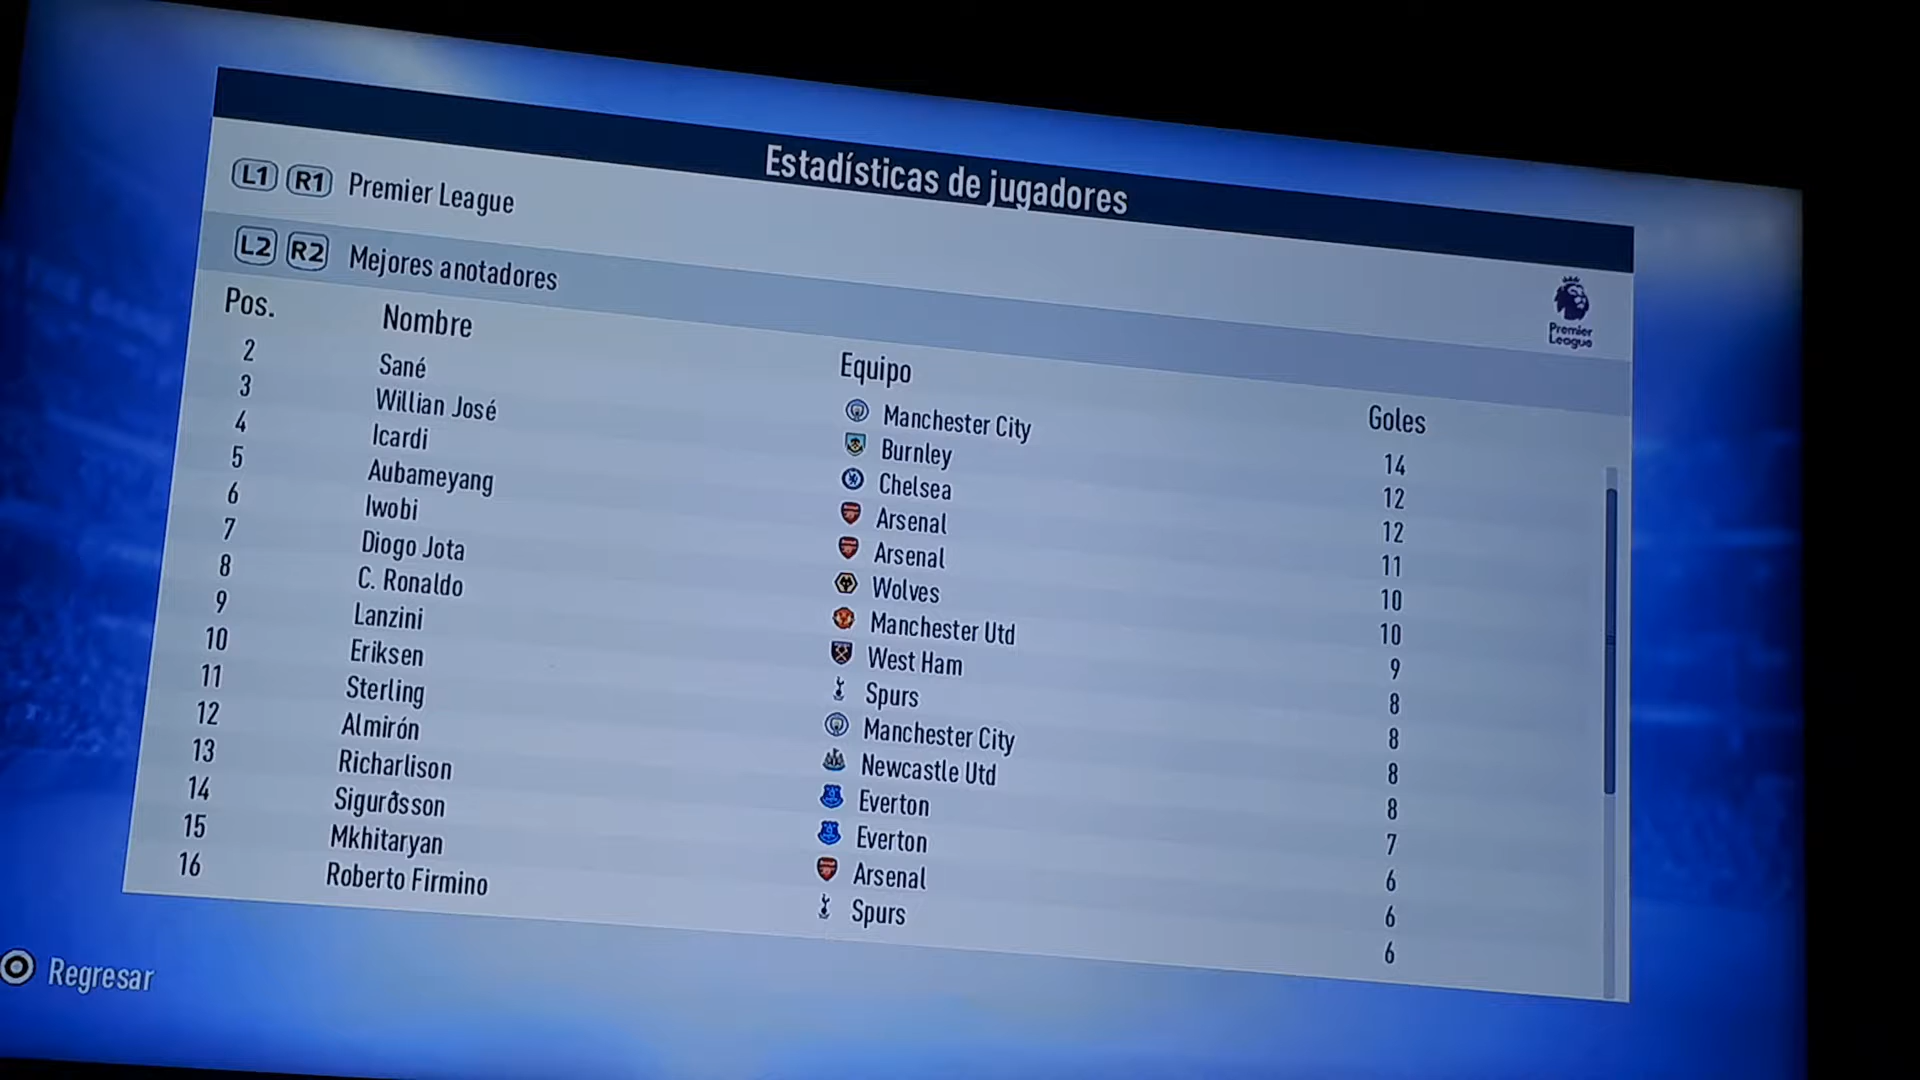 Estadísticas de jugadores
L1 R1 Premier League
Premier League
L2 R2 Mejores anotadores
Pos. Nombre Equipo Goles
2 Sané Manchester City 14
3 Willian José Burnley 12
4 Icardi Chelsea 12
5 Aubameyang Arsenal 11
6 Iwobi Arsenal 10
7 Diogo Jota Wolves 10
8 C. Ronaldo Manchester Utd 9
9 Lanzini West Ham 8
10 Eriksen Spurs 8
11 Sterling Manchester City 8
12 Almirón Newcastle Utd 8
13 Richarlison Everton 7
14 Sigurðsson Everton 6
15 Mkhitaryan Arsenal 6
16 Roberto Firmino Spurs 6
Regresar